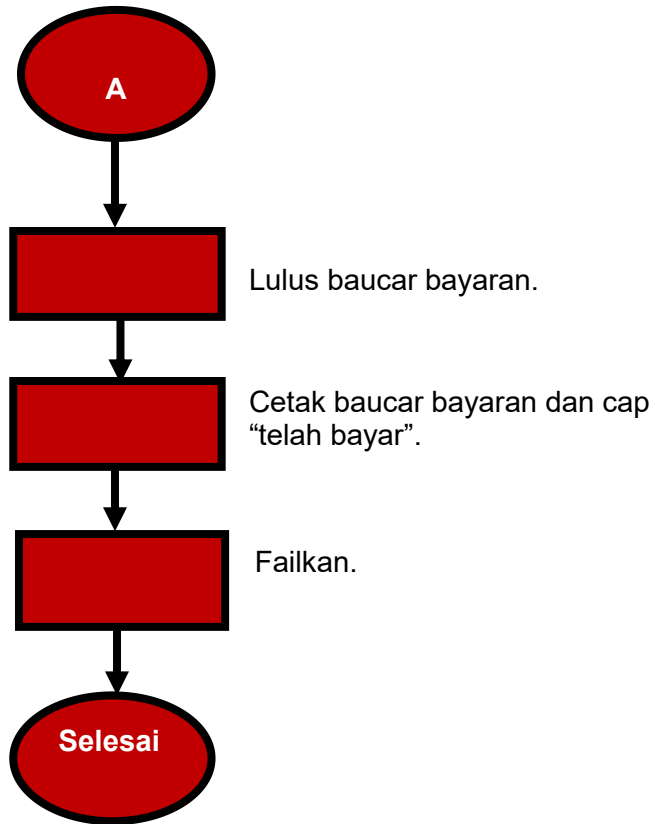 A
Lulus baucar bayaran.
Cetak baucar bayaran dan cap
“telah bayar”.
Failkan.
Selesai